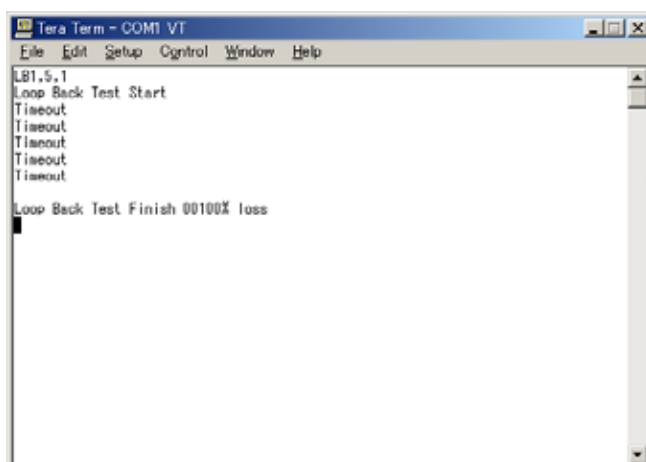 Tera Term - COM1 VT
File Edit Setup Control Window Help
LB1.5.1
Loop Back Test Start
Timeout
Timeout
Timeout
Timeout
Timeout
Loop Back Test Finish 00100% loss